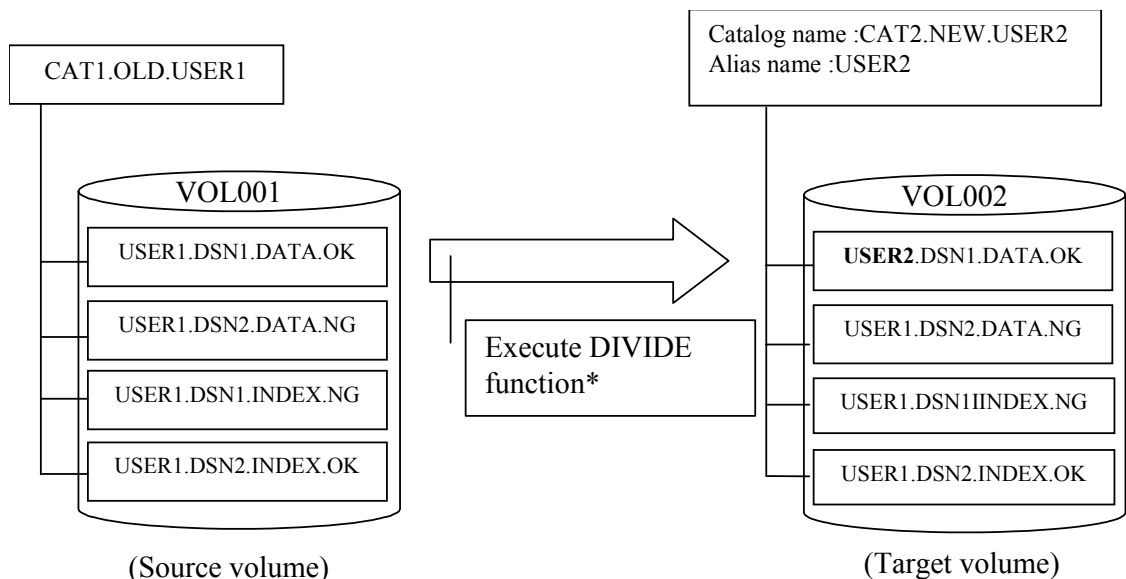 CAT1.OLD.USER1
VOL001
USER1.DSN1.DATA.OK
USER1.DSN2.DATA.NG
USER1.DSN1.INDEX.NG
USER1.DSN2.INDEX.OK
(Source volume)
Execute DIVIDE
function*
Catalog name :CAT2.NEW.USER2
Alias name :USER2
VOL002
USER2.DSN1.DATA.OK
USER1.DSN2.DATA.NG
USER1.DSN1IINDEX.NG
USER1.DSN2.INDEX.OK
(Target volume)